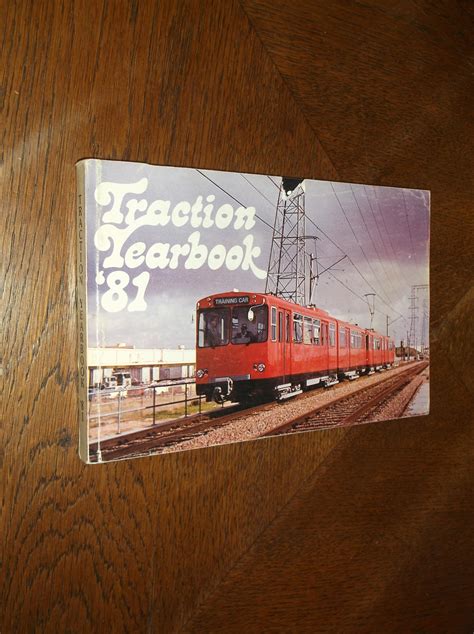 Traction
Yearbook
'81
TRAINING CAR
TRACTION YEARBOOK '81